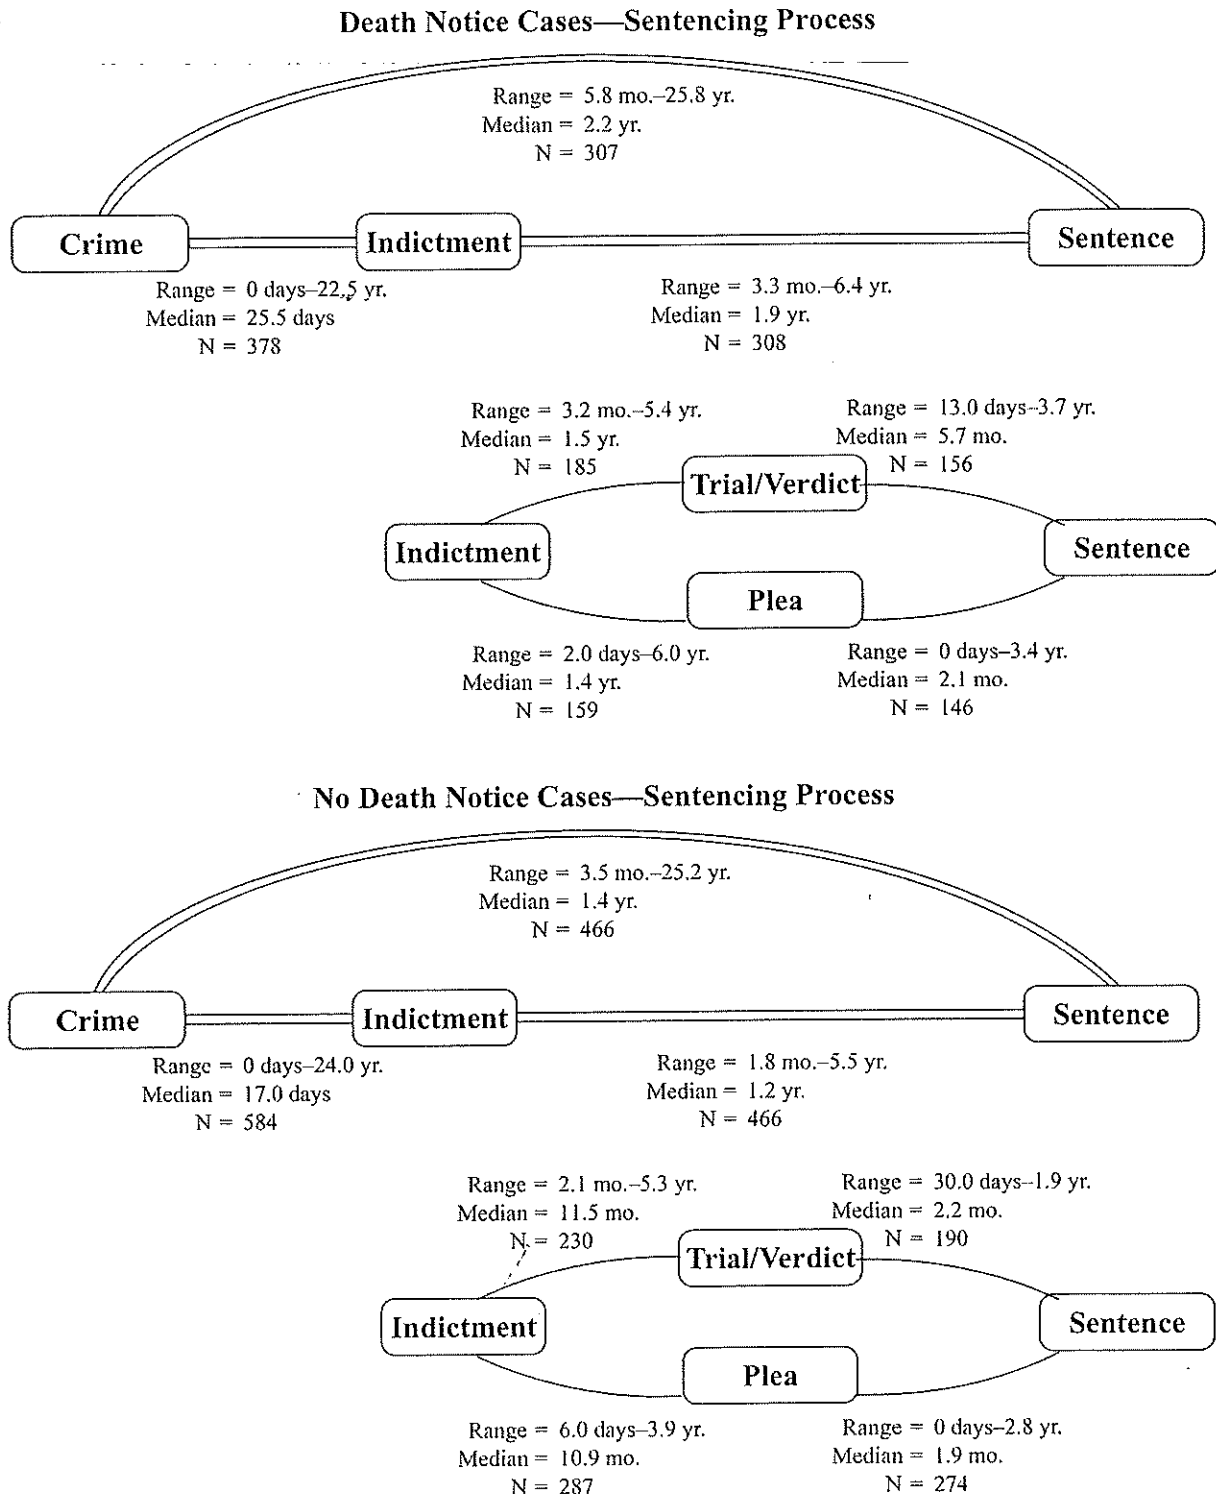 Death Notice Cases—Sentencing Process
Range = 5.8 mo.–25.8 yr.
Median = 2.2 yr.
N = 307
Crime
Indictment
Sentence
Range = 0 days–22.5 yr.
Median = 25.5 days
N = 378
Range = 3.3 mo.–6.4 yr.
Median = 1.9 yr.
N = 308
Range = 3.2 mo.–5.4 yr.
Median = 1.5 yr.
N = 185
Range = 13.0 days–3.7 yr.
Median = 5.7 mo.
N = 156
Trial/Verdict
Indictment
Sentence
Plea
Range = 2.0 days–6.0 yr.
Median = 1.4 yr.
N = 159
Range = 0 days–3.4 yr.
Median = 2.1 mo.
N = 146
No Death Notice Cases—Sentencing Process
Range = 3.5 mo.–25.2 yr.
Median = 1.4 yr.
N = 466
Crime
Indictment
Sentence
Range = 0 days–24.0 yr.
Median = 17.0 days
N = 584
Range = 1.8 mo.–5.5 yr.
Median = 1.2 yr.
N = 466
Range = 2.1 mo.–5.3 yr.
Median = 11.5 mo.
N = 230
Range = 30.0 days–1.9 yr.
Median = 2.2 mo.
N = 190
Trial/Verdict
Indictment
Sentence
Plea
Range = 6.0 days–3.9 yr.
Median = 10.9 mo.
N = 287
Range = 0 days–2.8 yr.
Median = 1.9 mo.
N = 274